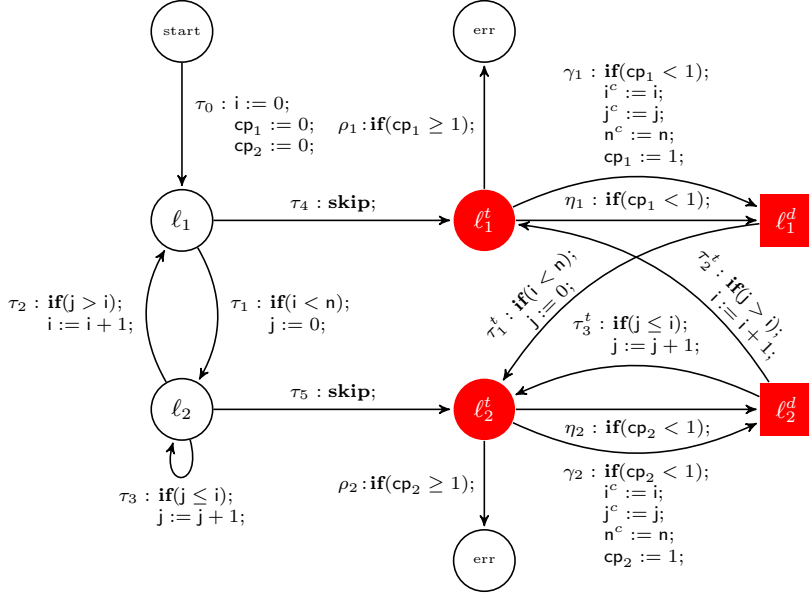 start
err
γ₁ : if(cp₁ < 1);
iᶜ := i;
jᶜ := j;
nᶜ := n;
cp₁ := 1;
τ₀ : i := 0;
cp₁ := 0;
cp₂ := 0;
ρ₁ : if(cp₁ ≥ 1);
ℓ₁
τ₄ : skip;
ℓ₁ᵗ
η₁ : if(cp₁ < 1);
ℓ₁ᵈ
τ₂ : if(j > i);
i := i + 1;
τ₁ : if(i < n);
j := 0;
τ₁ᵗ : if(i < n);
j := 0;
τ₂ᵗ : if(j > i);
i := i + 1;
τ₃ᵗ : if(j ≤ i);
j := j + 1;
ℓ₂
τ₅ : skip;
ℓ₂ᵗ
η₂ : if(cp₂ < 1);
ℓ₂ᵈ
τ₃ : if(j ≤ i);
j := j + 1;
ρ₂ : if(cp₂ ≥ 1);
γ₂ : if(cp₂ < 1);
iᶜ := i;
jᶜ := j;
nᶜ := n;
cp₂ := 1;
err